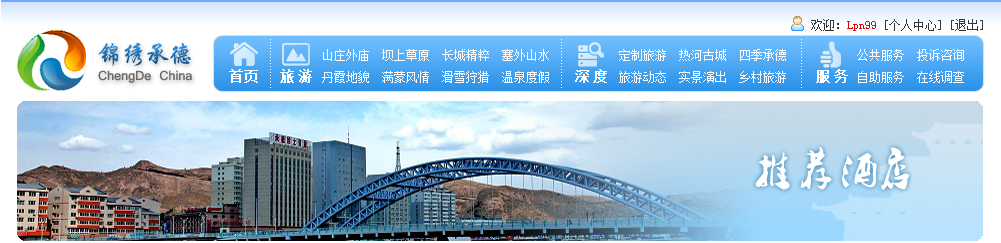 欢迎：Lpn99 [个人中心] [退出]
锦绣承德
ChengDe China
首页
旅游
山庄外庙 坝上草原 长城精粹 塞外山水
丹霞地貌 满蒙风情 滑雪狩猎 温泉度假
深度
定制旅游 热河古城 四季承德
旅游动态 实景演出 乡村旅游
服务
公共服务 投诉咨询
自助服务 在线调查
推荐酒店